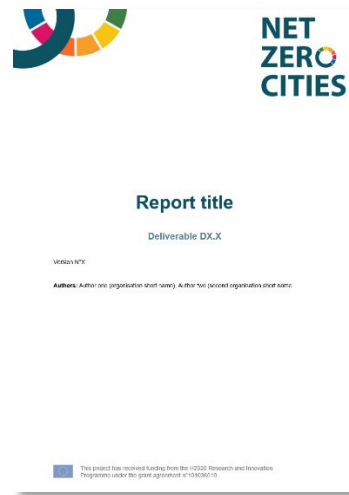 NET
ZERO
CITIES
Report title
Deliverable DX.X
Version N°X
Authors: Author one (organisation short name), Author two (second organisation short name
This project has received funding from the H2020 Research and Innovation
Programme under the grant agreement n°